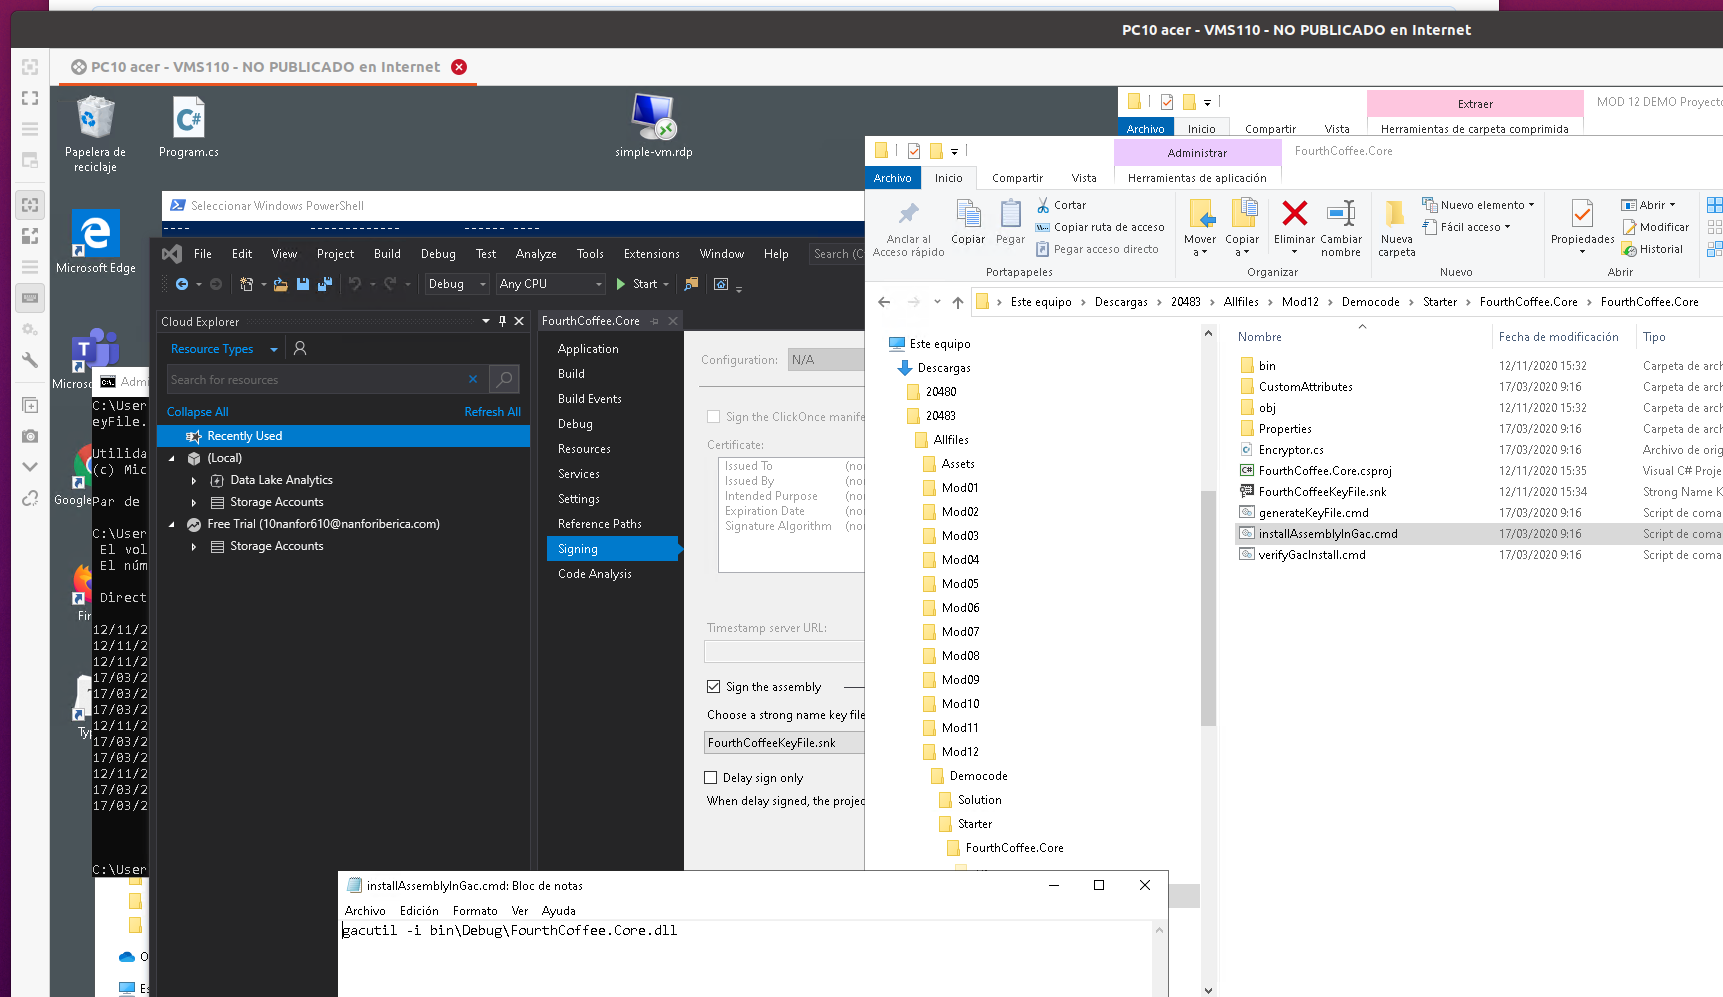 PC10 acer - VMS110 - NO PUBLICADO en Internet
PC10 acer - VMS110 - NO PUBLICADO en Internet
Papelera de reciclaje
Program.cs
simple-vm.rdp
Microsoft Edge
Extraer
MOD 12 DEMO Proyecto
Archivo Inicio Compartir Vista Herramientas de carpeta comprimida
Administrar
FourthCoffee.Core
Archivo Inicio Compartir Vista Herramientas de aplicación
Anclar al Acceso rápido
Copiar
Pegar
Cortar
Copiar ruta de acceso
Pegar acceso directo
Portapapeles
Mover a
Copiar a
Eliminar
Cambiar nombre
Organizar
Nueva carpeta
Nuevo elemento
Fácil acceso
Nuevo
Propiedades
Abrir
Modificar
Historial
Abrir
Este equipo > Descargas > 20483 > Allfiles > Mod12 > Democode > Starter > FourthCoffee.Core > FourthCoffee.Core
Este equipo
Descargas
20480
20483
Allfiles
Assets
Mod01
Mod02
Mod03
Mod04
Mod05
Mod06
Mod07
Mod08
Mod09
Mod10
Mod11
Mod12
Democode
Solution
Starter
FourthCoffee.Core
Nombre Fecha de modificación Tipo
bin 12/11/2020 15:32 Carpeta de arch
CustomAttributes 17/03/2020 9:16 Carpeta de arch
obj 12/11/2020 15:32 Carpeta de arch
Properties 17/03/2020 9:16 Carpeta de arch
Encryptor.cs 17/03/2020 9:16 Archivo de orig
FourthCoffee.Core.csproj 12/11/2020 15:35 Visual C# Proje
FourthCoffeeKeyFile.snk 12/11/2020 15:34 Strong Name K
generateKeyFile.cmd 17/03/2020 9:16 Script de coma
installAssemblyInGac.cmd 17/03/2020 9:16 Script de coma
verifyGacInstall.cmd 17/03/2020 9:16 Script de coma
Seleccionar Windows PowerShell
---- ------------- ------ ----
File Edit View Project Build Debug Test Analyze Tools Extensions Window Help Search (C
Debug Any CPU Start
Cloud Explorer
Resource Types
Search for resources
Collapse All Refresh All
Recently Used
(Local)
Data Lake Analytics
Storage Accounts
Free Trial (10nanfor610@nanforiberica.com)
Storage Accounts
FourthCoffee.Core
Application
Build
Build Events
Debug
Resources
Services
Settings
Reference Paths
Signing
Code Analysis
Configuration: N/A
Sign the ClickOnce manife
Certificate:
Issued To (no
Issued By (no
Intended Purpose (no
Expiration Date (no
Signature Algorithm (no
Timestamp server URL:
Sign the assembly
Choose a strong name key file
FourthCoffeeKeyFile.snk
Delay sign only
When delay signed, the projec
Micros
Admi
C:\User
eyFile.
Utilida
(c) Mic
Google
Par de
C:\User
El vol
El núm
Direct
Fir
12/11/2
12/11/2
12/11/2
17/03/2
17/03/2
17/03/2
12/11/2
17/03/2
17/03/2
12/11/2
17/03/2
17/03/2
Ty
C:\User
O
Es
installAssemblyInGac.cmd: Bloc de notas
Archivo Edición Formato Ver Ayuda
gacutil -i bin\Debug\FourthCoffee.Core.dll